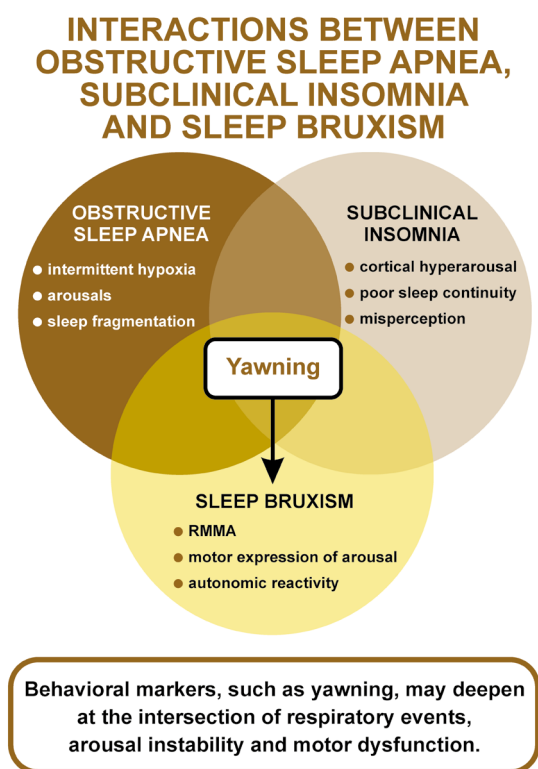 INTERACTIONS BETWEEN
OBSTRUCTIVE SLEEP APNEA,
SUBCLINICAL INSOMNIA
AND SLEEP BRUXISM
OBSTRUCTIVE
SLEEP APNEA
intermittent hypoxia
arousals
sleep fragmentation
SUBCLINICAL
INSOMNIA
cortical hyperarousal
poor sleep continuity
misperception
Yawning
SLEEP BRUXISM
RMMA
motor expression of arousal
autonomic reactivity
Behavioral markers, such as yawning, may deepen
at the intersection of respiratory events,
arousal instability and motor dysfunction.